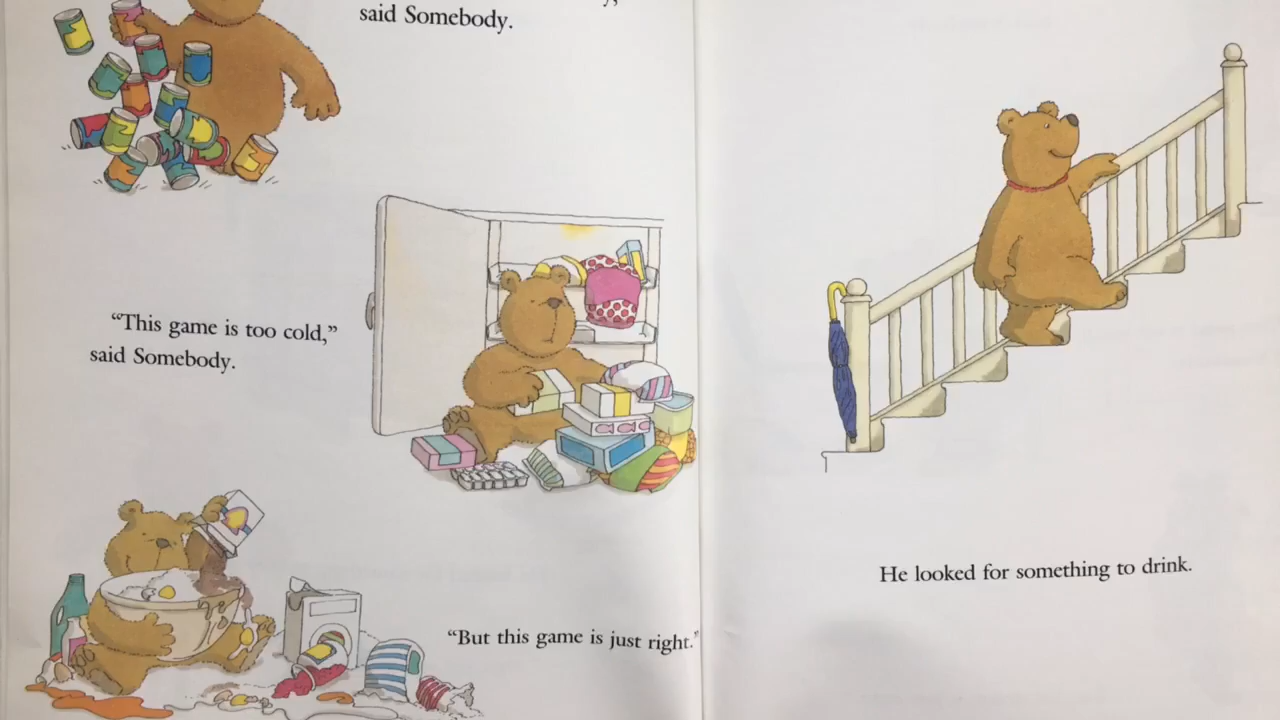 said Somebody.
“This game is too cold,”
said Somebody.
“But this game is just right.”
He looked for something to drink.